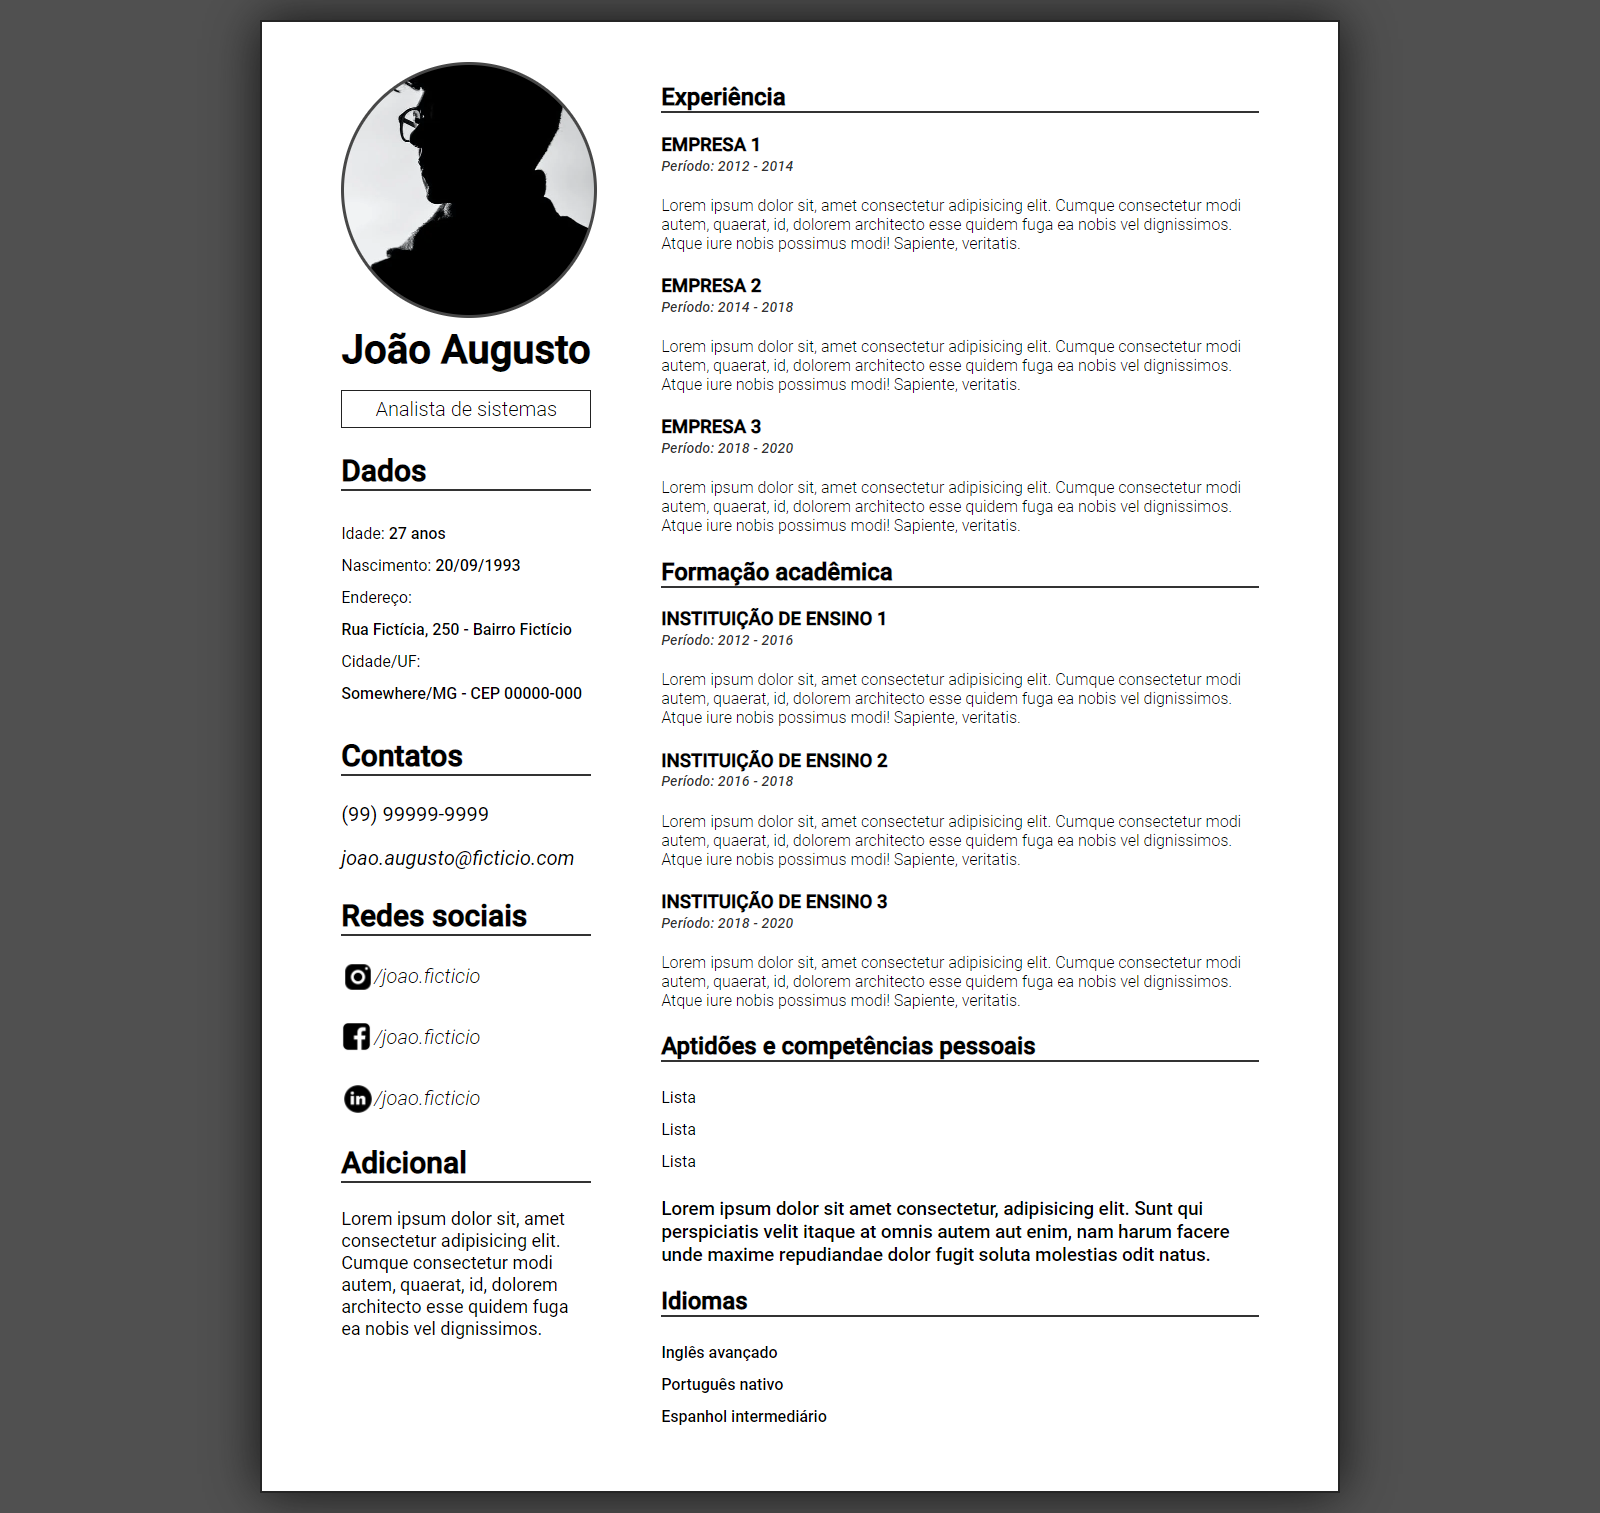 João Augusto
Analista de sistemas
Dados
Idade: 27 anos
Nascimento: 20/09/1993
Endereço:
Rua Fictícia, 250 - Bairro Fictício
Cidade/UF:
Somewhere/MG - CEP 00000-000
Contatos
(99) 99999-9999
joao.augusto@ficticio.com
Redes sociais
/joao.ficticio
/joao.ficticio
in /joao.ficticio
Adicional
Lorem ipsum dolor sit, amet
consectetur adipisicing elit.
Cumque consectetur modi
autem, quaerat, id, dolorem
architecto esse quidem fuga
ea nobis vel dignissimos.
Experiência
EMPRESA 1
Período: 2012 - 2014
Lorem ipsum dolor sit, amet consectetur adipisicing elit. Cumque consectetur modi
autem, quaerat, id, dolorem architecto esse quidem fuga ea nobis vel dignissimos.
Atque iure nobis possimus modi! Sapiente, veritatis.
EMPRESA 2
Período: 2014 - 2018
Lorem ipsum dolor sit, amet consectetur adipisicing elit. Cumque consectetur modi
autem, quaerat, id, dolorem architecto esse quidem fuga ea nobis vel dignissimos.
Atque iure nobis possimus modi! Sapiente, veritatis.
EMPRESA 3
Período: 2018 - 2020
Lorem ipsum dolor sit, amet consectetur adipisicing elit. Cumque consectetur modi
autem, quaerat, id, dolorem architecto esse quidem fuga ea nobis vel dignissimos.
Atque iure nobis possimus modi! Sapiente, veritatis.
Formação acadêmica
INSTITUIÇÃO DE ENSINO 1
Período: 2012 - 2016
Lorem ipsum dolor sit, amet consectetur adipisicing elit. Cumque consectetur modi
autem, quaerat, id, dolorem architecto esse quidem fuga ea nobis vel dignissimos.
Atque iure nobis possimus modi! Sapiente, veritatis.
INSTITUIÇÃO DE ENSINO 2
Período: 2016 - 2018
Lorem ipsum dolor sit, amet consectetur adipisicing elit. Cumque consectetur modi
autem, quaerat, id, dolorem architecto esse quidem fuga ea nobis vel dignissimos.
Atque iure nobis possimus modi! Sapiente, veritatis.
INSTITUIÇÃO DE ENSINO 3
Período: 2018 - 2020
Lorem ipsum dolor sit, amet consectetur adipisicing elit. Cumque consectetur modi
autem, quaerat, id, dolorem architecto esse quidem fuga ea nobis vel dignissimos.
Atque iure nobis possimus modi! Sapiente, veritatis.
Aptidões e competências pessoais
Lista
Lista
Lista
Lorem ipsum dolor sit amet consectetur, adipisicing elit. Sunt qui
perspiciatis velit itaque at omnis autem aut enim, nam harum facere
unde maxime repudiandae dolor fugit soluta molestias odit natus.
Idiomas
Inglês avançado
Português nativo
Espanhol intermediário